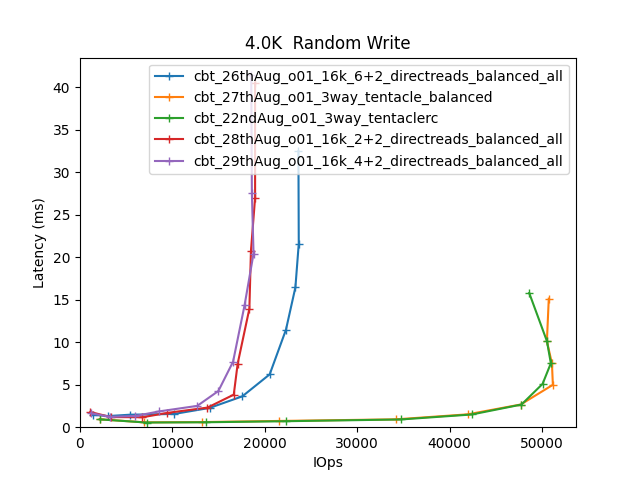 4.0K  Random Write
cbt_26thAug_o01_16k_6+2_directreads_balanced_all
cbt_27thAug_o01_3way_tentacle_balanced
cbt_22ndAug_o01_3way_tentaclerc
cbt_28thAug_o01_16k_2+2_directreads_balanced_all
cbt_29thAug_o01_16k_4+2_directreads_balanced_all
Latency (ms)
40
35
30
25
20
15
10
5
0
0 10000 20000 30000 40000 50000
IOps